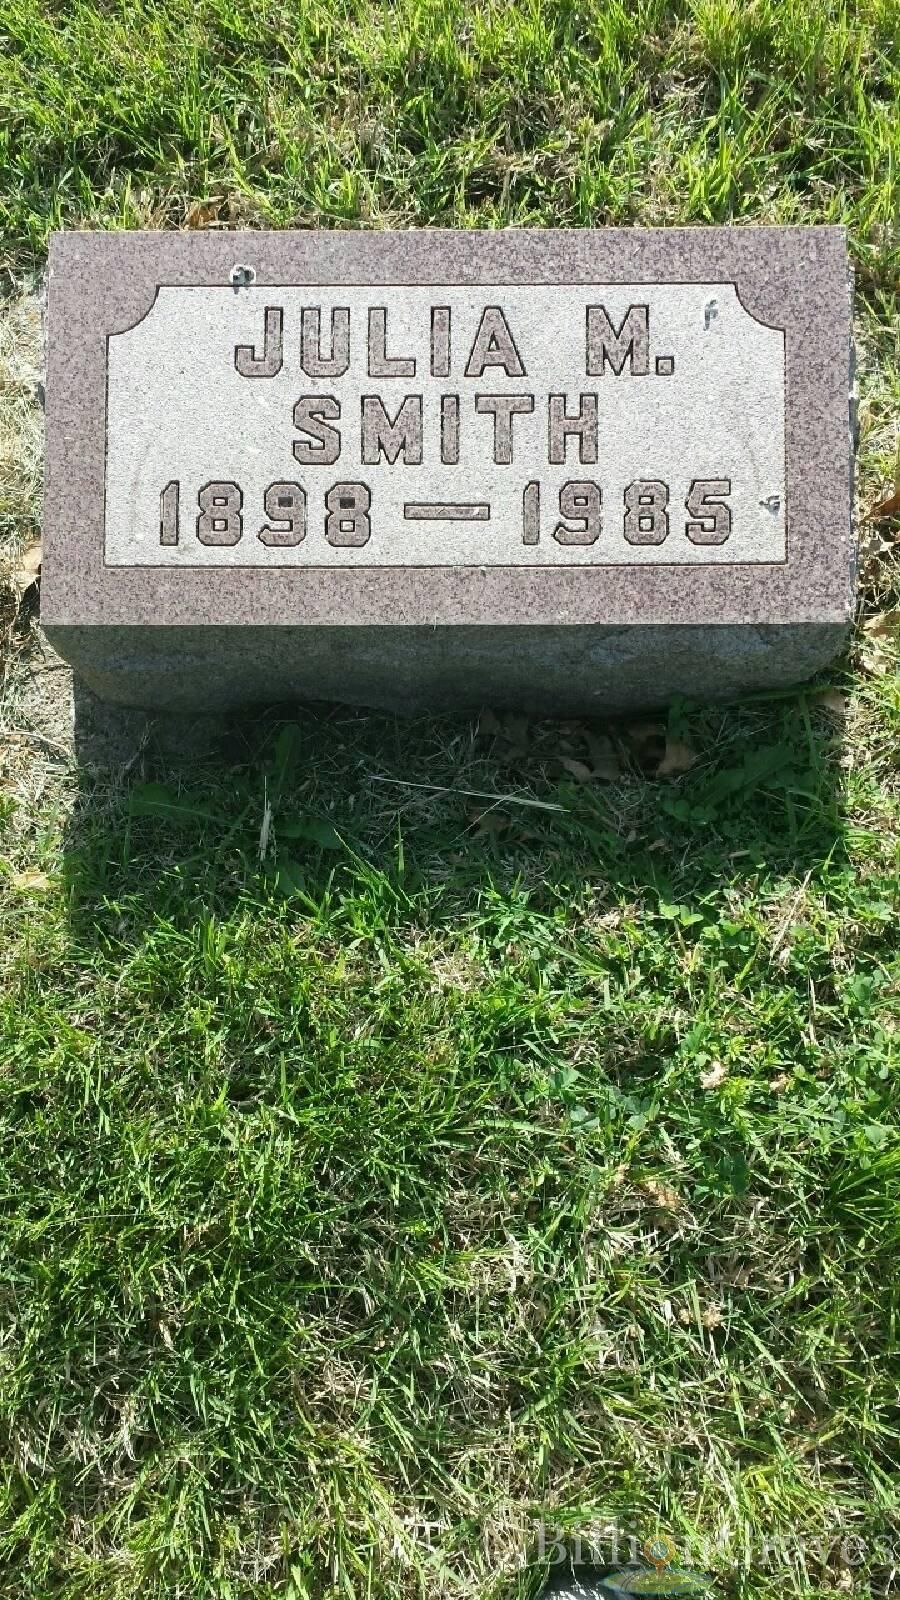 JULIA M.
SMITH
1898 — 1985
BillionGraves